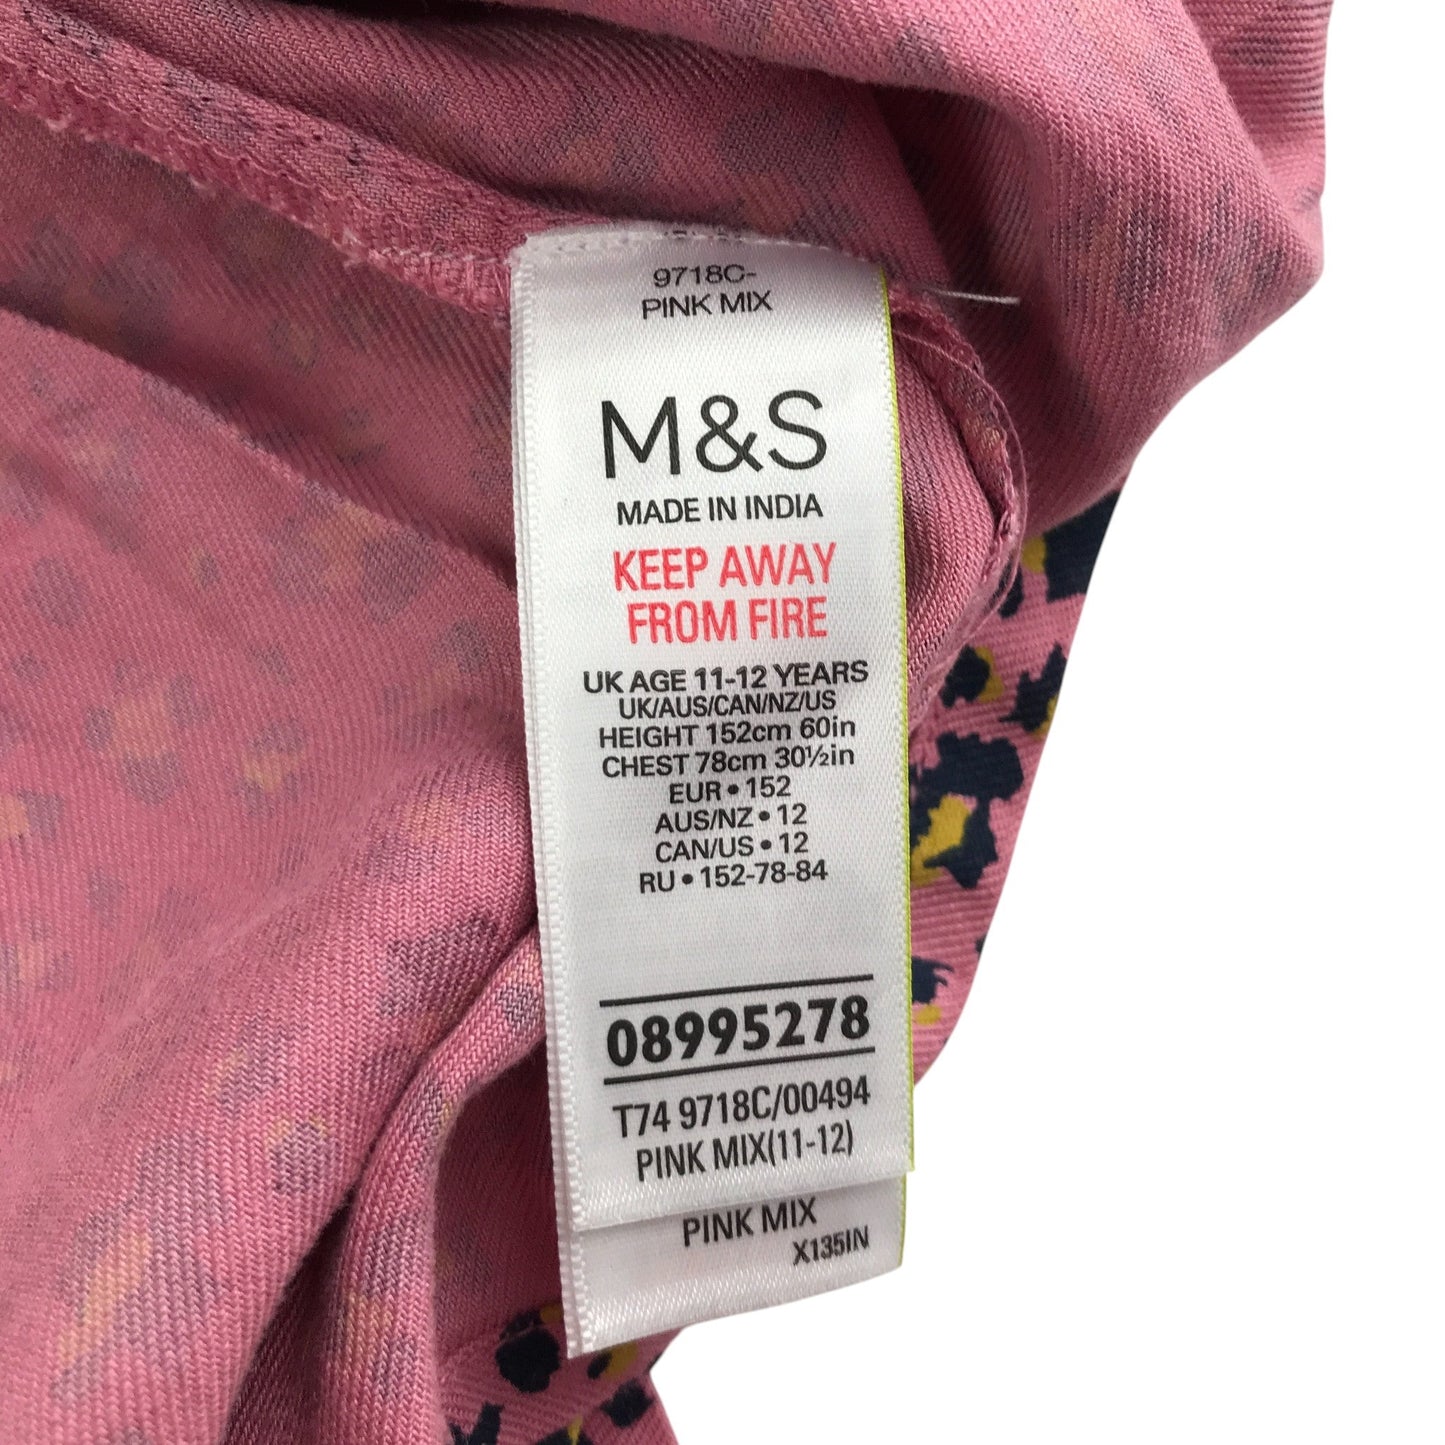 9718C-
PINK MIX
M&S
MADE IN INDIA
KEEP AWAY
FROM FIRE
UK AGE 11-12 YEARS
UK/AUS/CAN/NZ/US
HEIGHT 152cm 60in
CHEST 78cm 30½in
EUR • 152
AUS/NZ • 12
CAN/US • 12
RU • 152-78-84
08995278
T74 9718C/00494
PINK MIX(11-12)
PINK MIX
X135IN